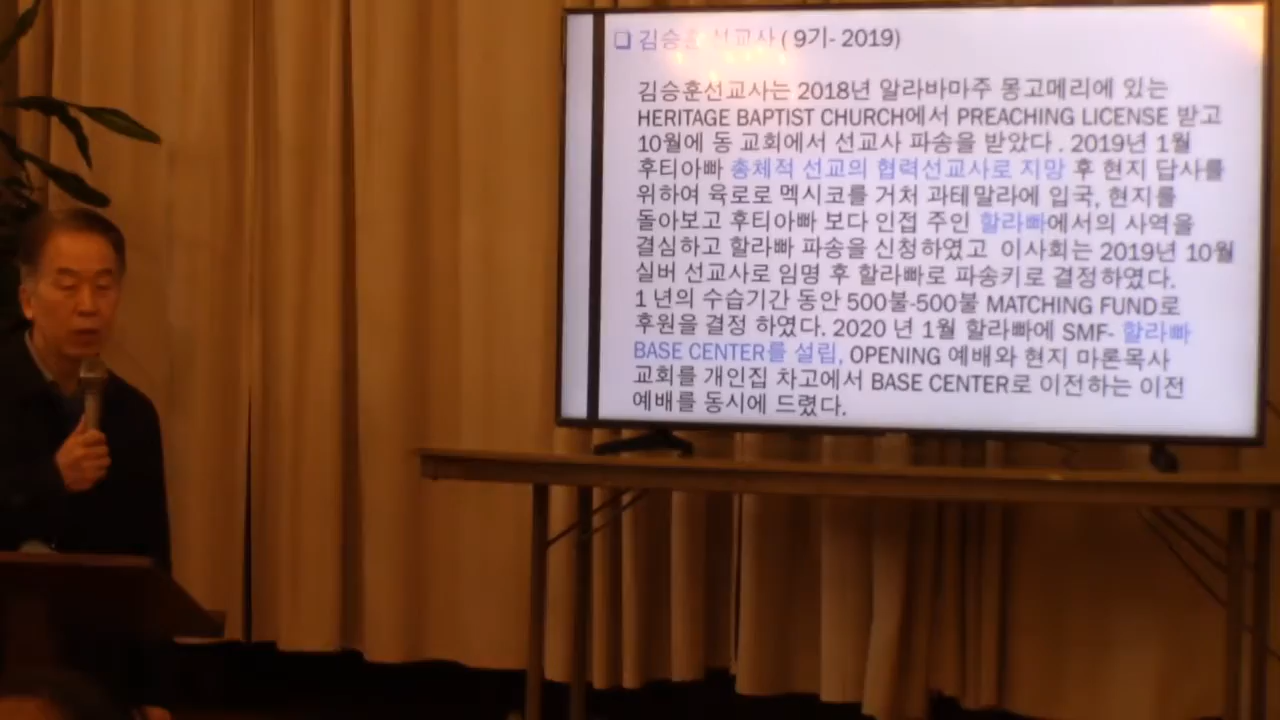 ❑ 김승훈 선교사 ( 9기- 2019)
김승훈선교사는 2018년 알라바마주 몽고메리에 있는
HERITAGE BAPTIST CHURCH에서 PREACHING LICENSE 받고
10월에 동 교회에서 선교사 파송을 받았다 . 2019년 1월
후티아빠 총체적 선교의 협력선교사로 지망 후 현지 답사를
위하여 육로로 멕시코를 거처 과테말라에 입국, 현지를
돌아보고 후티아빠 보다 인접 주인 할라빠에서의 사역을
결심하고 할라빠 파송을 신청하였고 이사회는 2019년 10월
실버 선교사로 임명 후 할라빠로 파송키로 결정하였다.
1 년의 수습기간 동안 500불-500불 MATCHING FUND로
후원을 결정 하였다. 2020 년 1월 할라빠에 SMF- 할라빠
BASE CENTER를 설립, OPENING 예배와 현지 마론목사
교회를 개인집 차고에서 BASE CENTER로 이전하는 이전
예배를 동시에 드렸다.